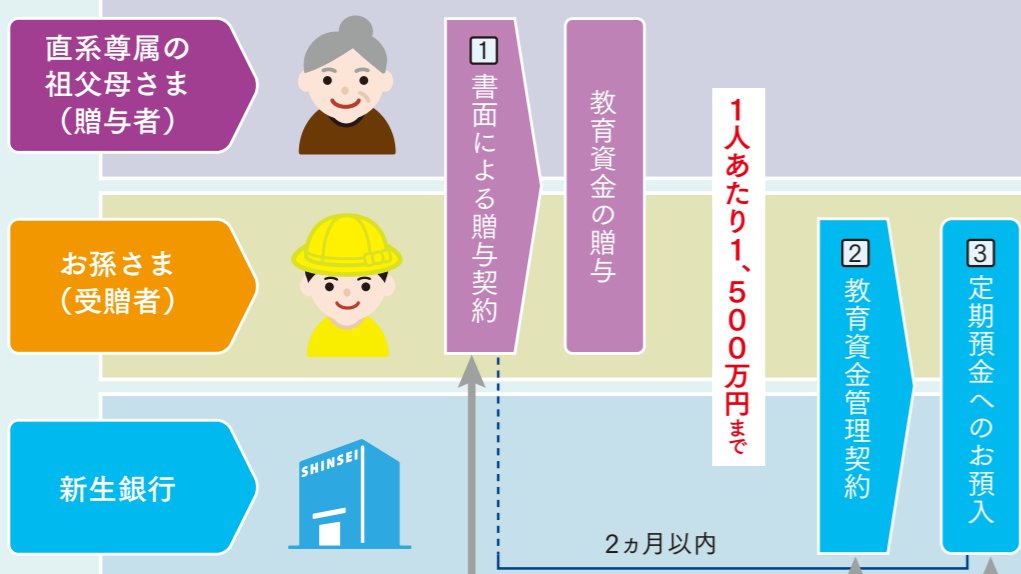 直系尊属の
祖父母さま
（贈与者）
1
書面による贈与契約
教育資金の贈与
1人あたり1、500万円まで
お孫さま
（受贈者）
2
教育資金管理契約
3
定期預金へのお預入
新生銀行
SHINSEI
2ヵ月以内